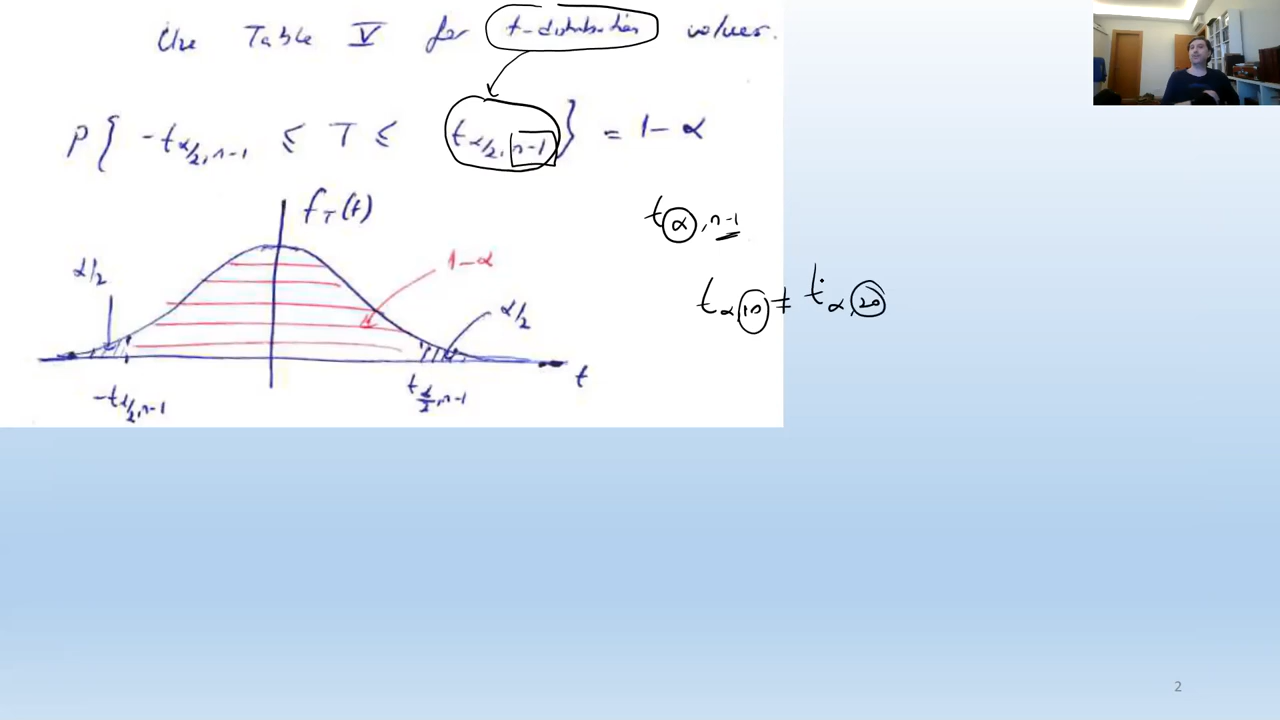 Use Table V for t-distribution values.
P{ -tα/2,n-1 ≤ T ≤ tα/2,n-1 } = 1-α
fT(t)
tα,n-1
α/2
1-α
tα,10 ≠ tα,20
α/2
t
-tα/2,n-1
tα/2,n-1
2